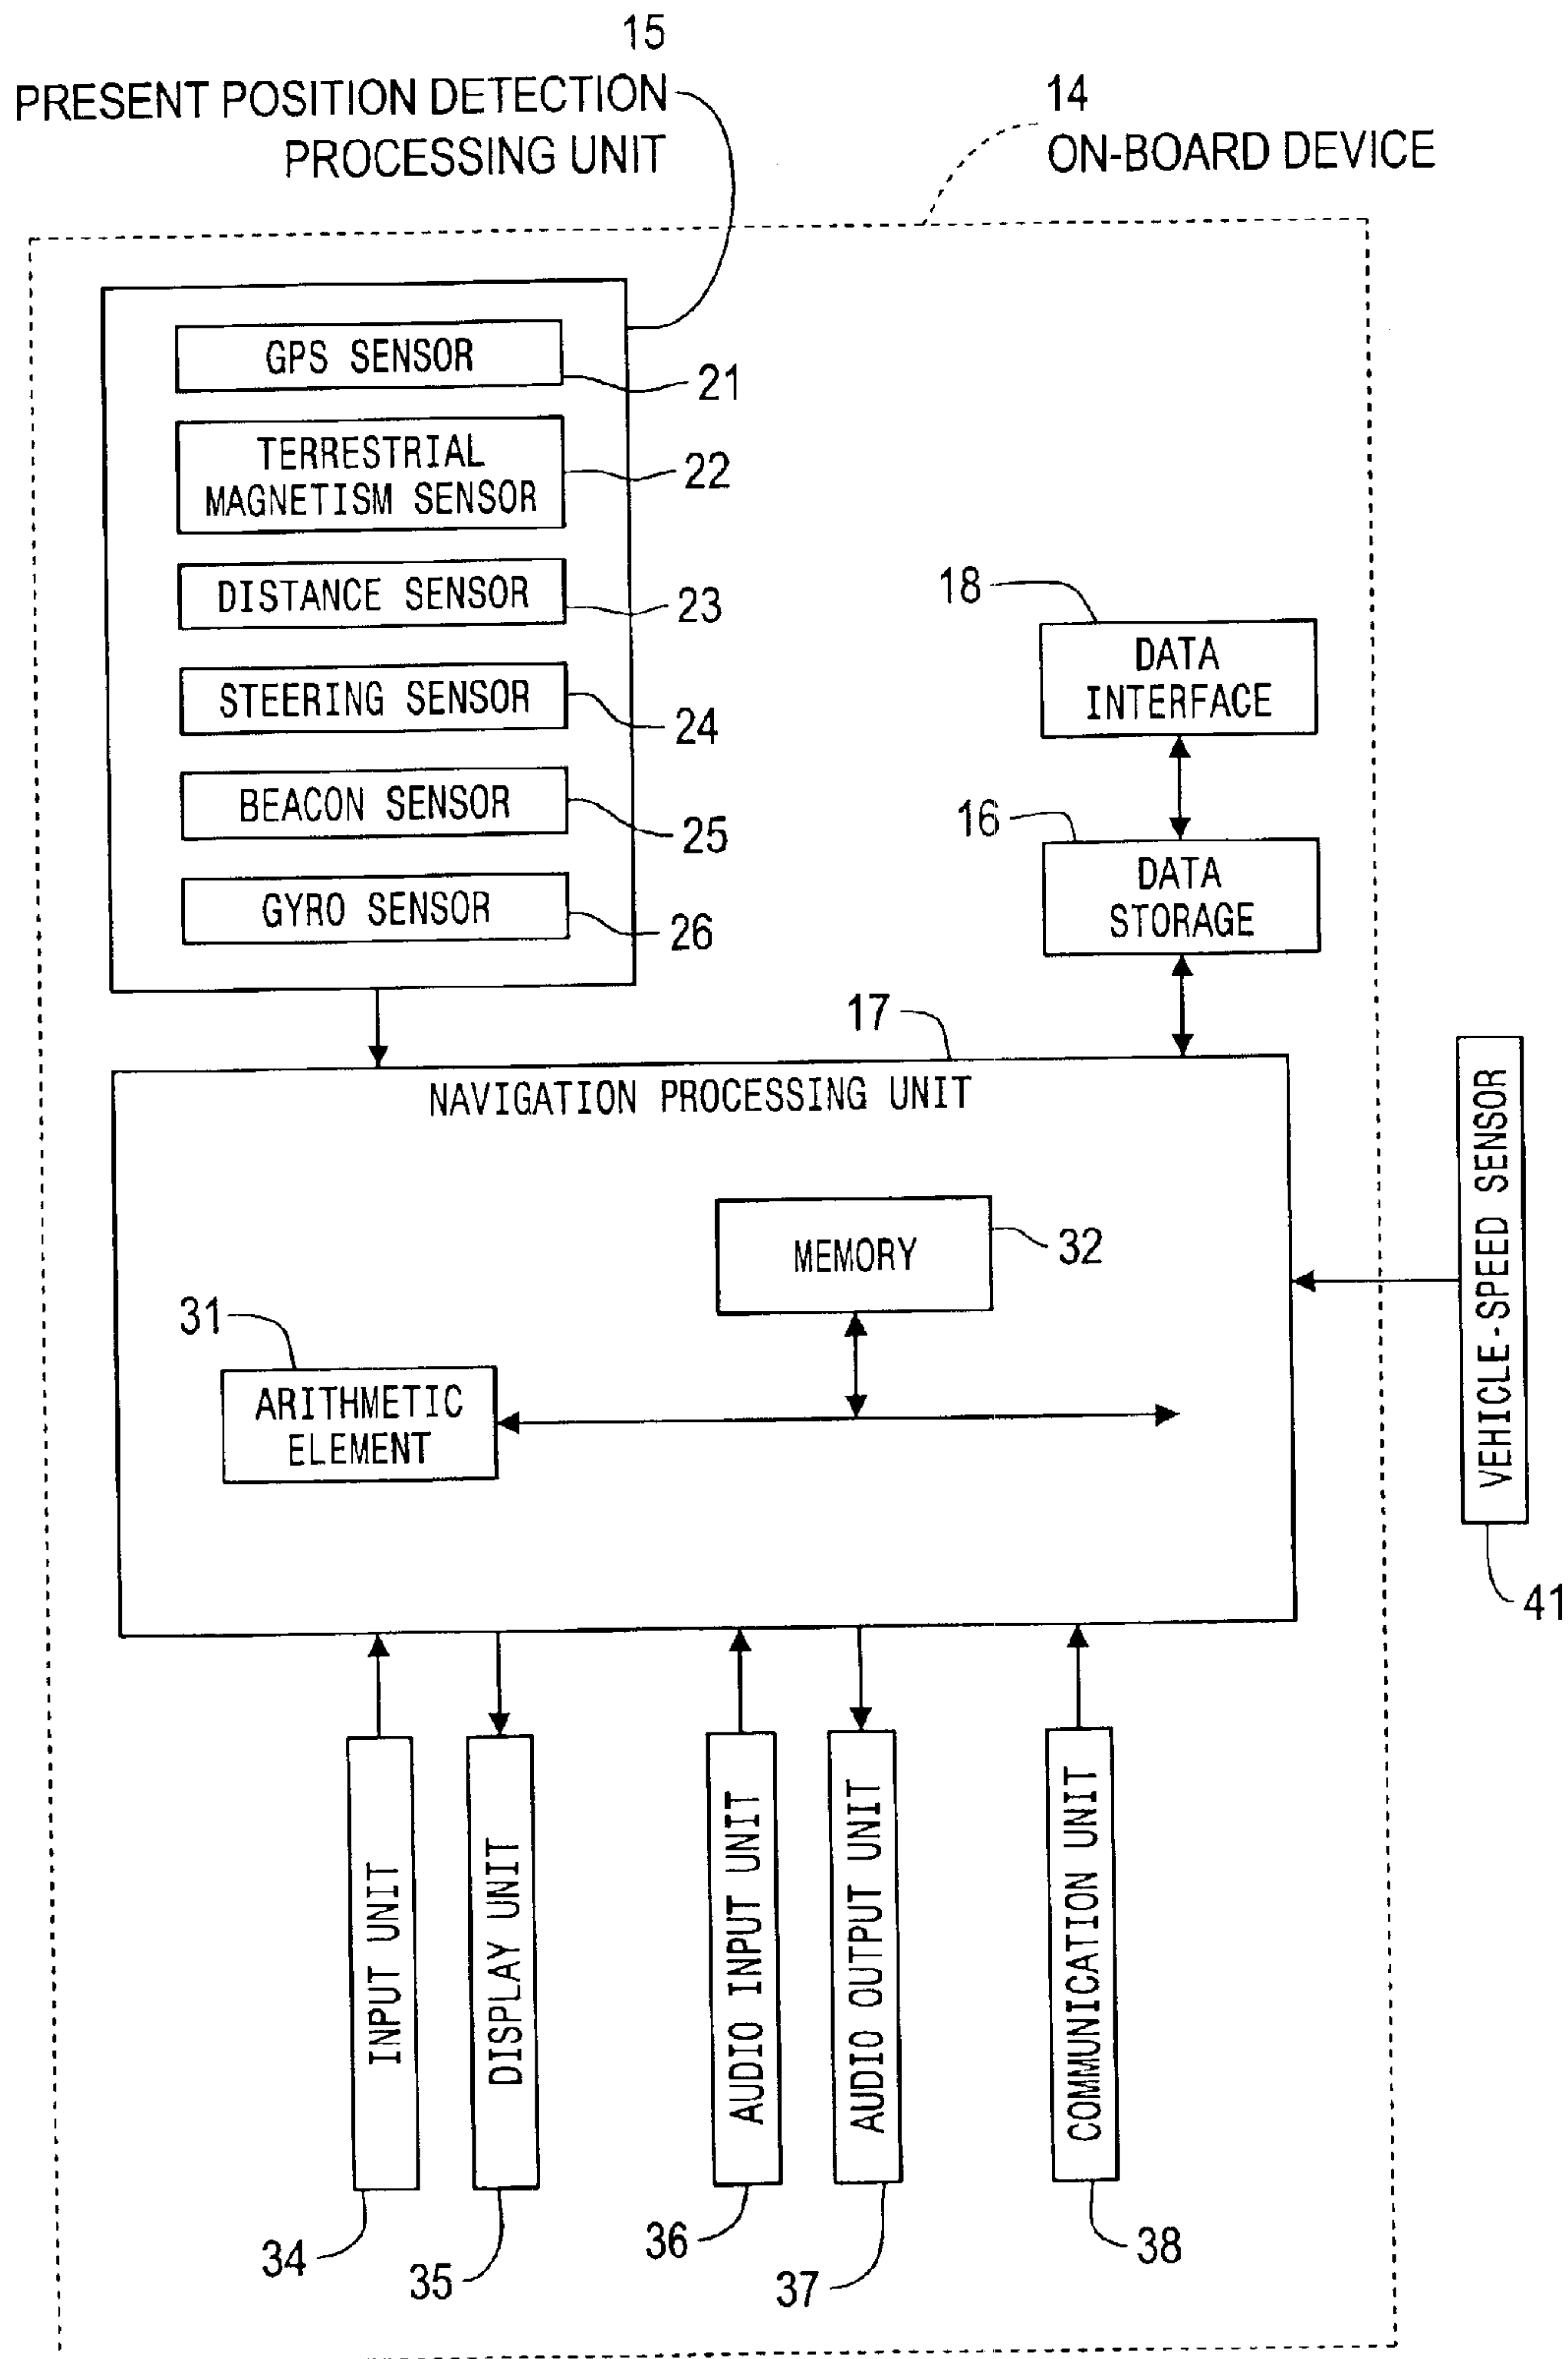 15
PRESENT POSITION DETECTION
PROCESSING UNIT
14
ON-BOARD DEVICE
GPS SENSOR
21
TERRESTRIAL
MAGNETISM SENSOR
22
DISTANCE SENSOR
23
STEERING SENSOR
24
BEACON SENSOR
25
GYRO SENSOR
26
18
DATA
INTERFACE
16
DATA
STORAGE
17
NAVIGATION PROCESSING UNIT
MEMORY
32
31
ARITHMETIC
ELEMENT
VEHICLE-SPEED SENSOR
41
INPUT UNIT
34
DISPLAY UNIT
35
AUDIO INPUT UNIT
36
AUDIO OUTPUT UNIT
37
COMMUNICATION UNIT
38